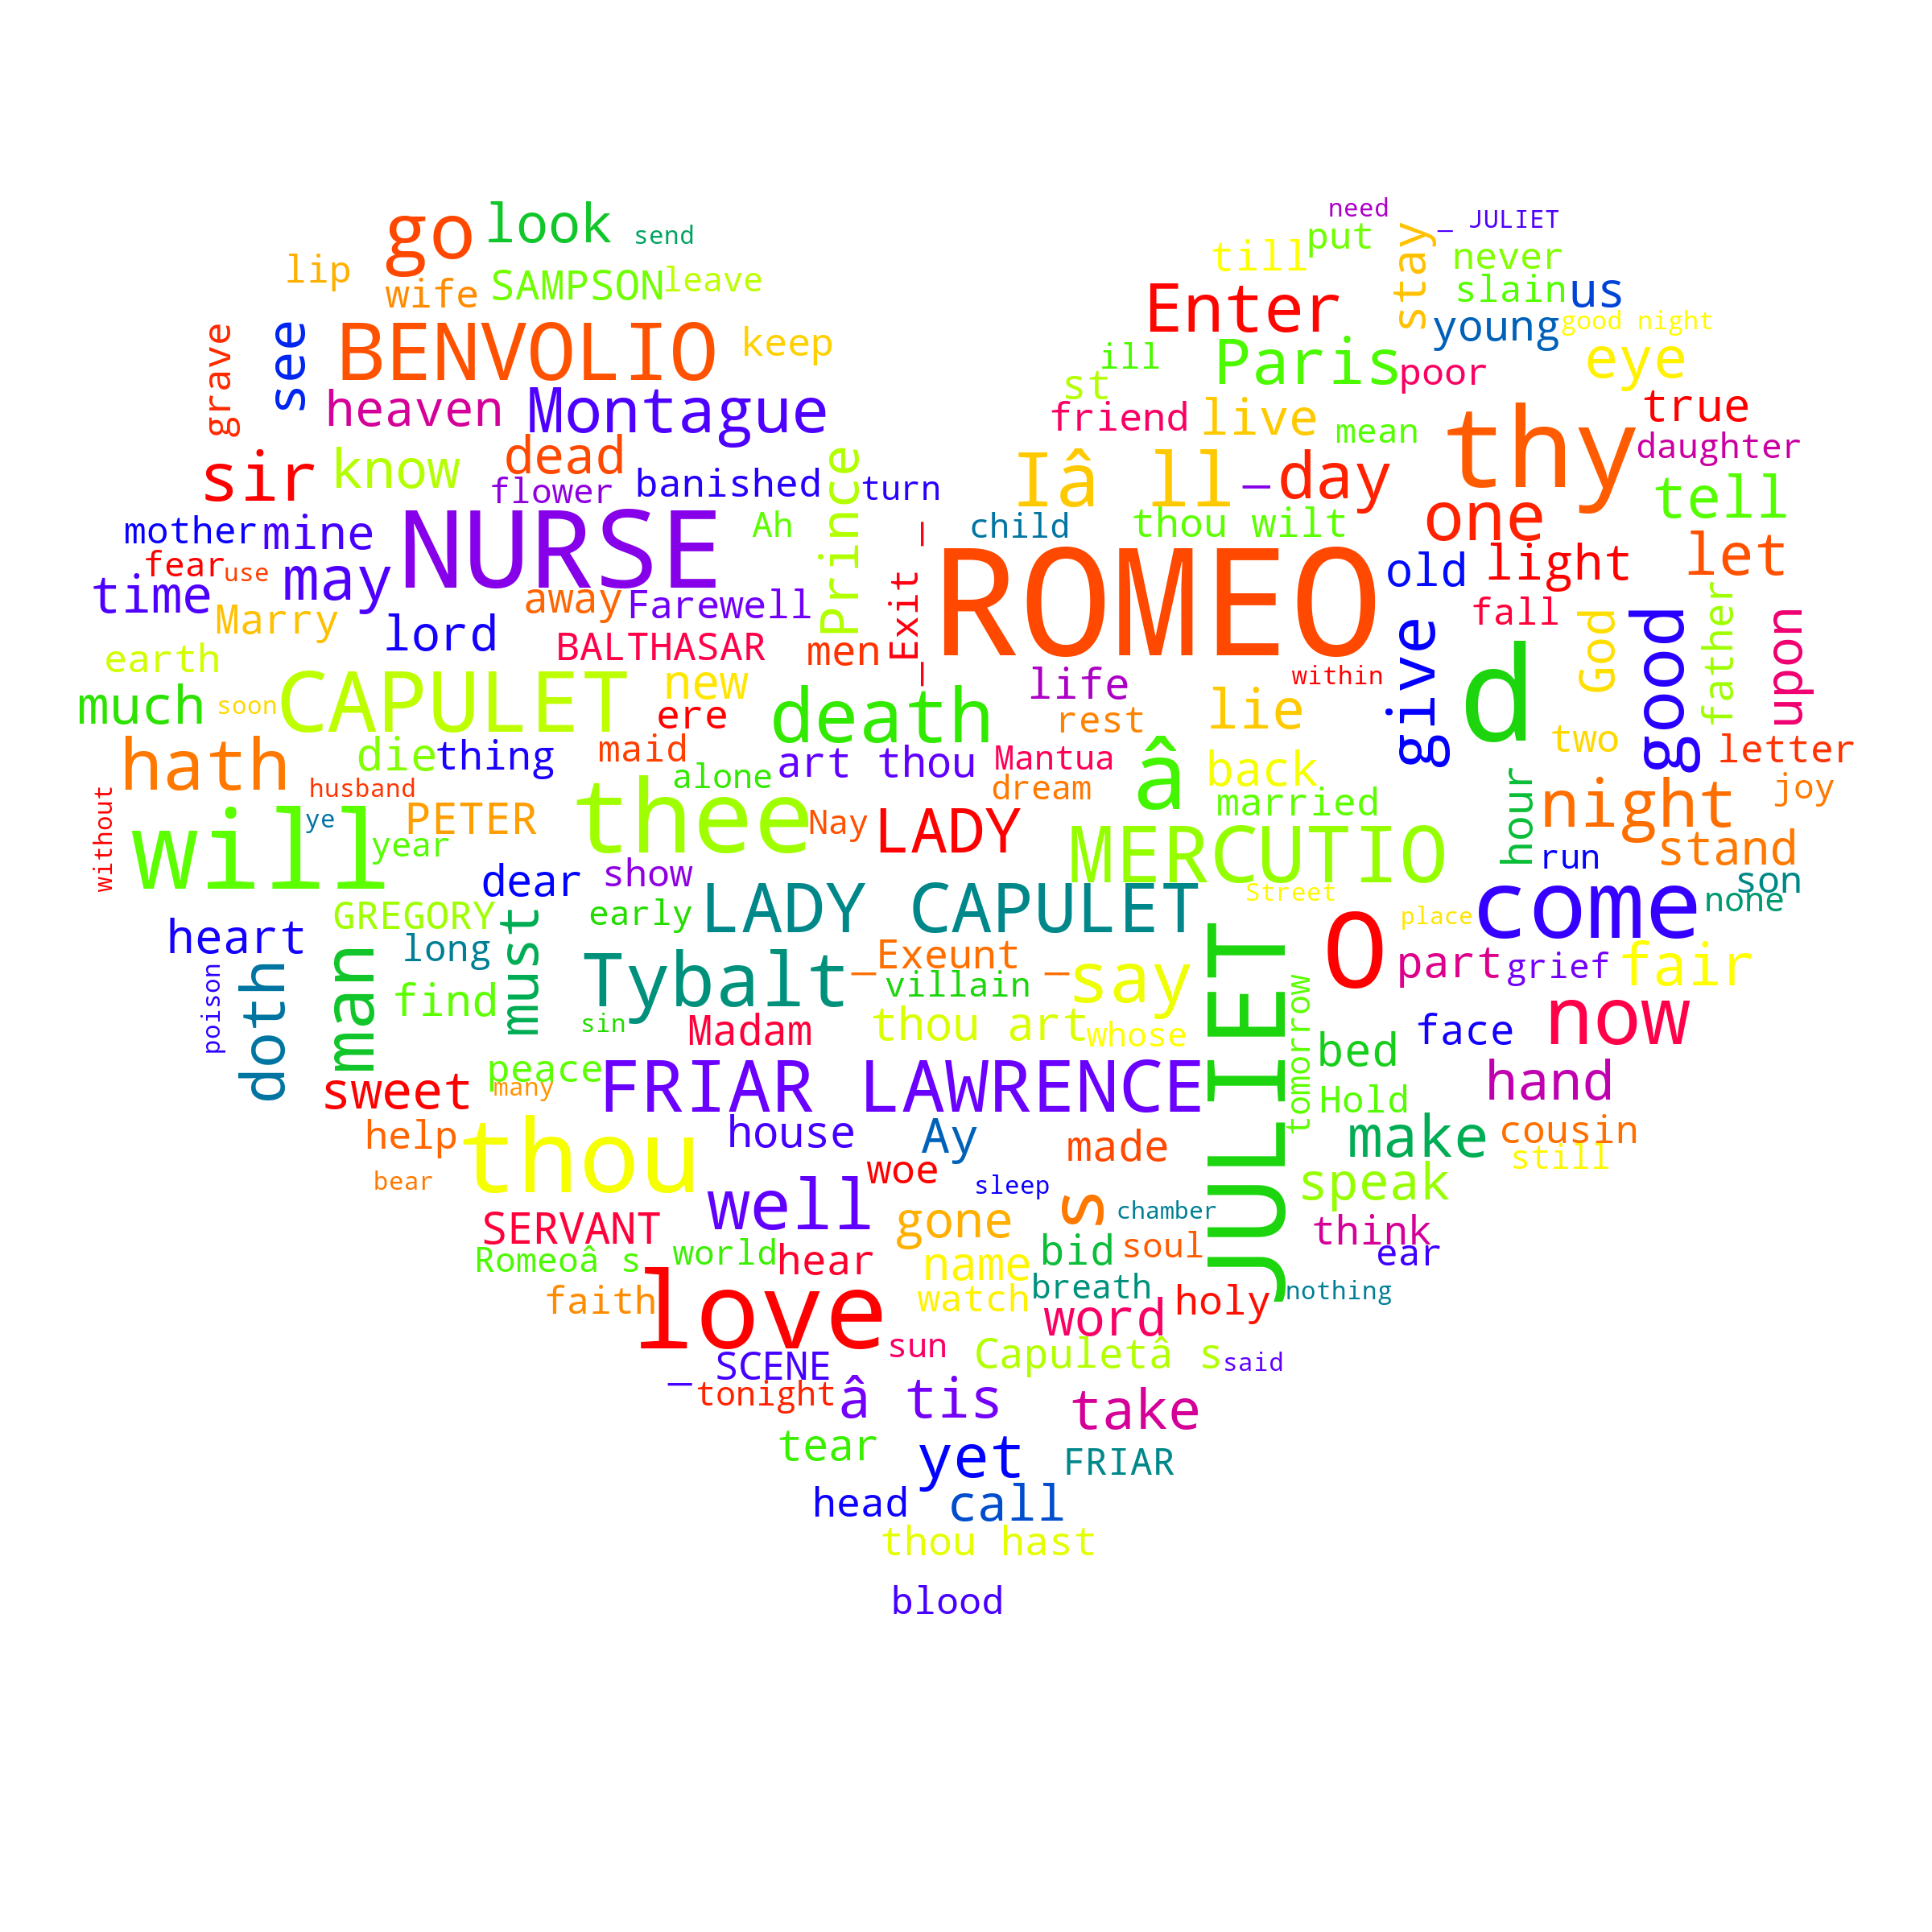 need
put
_ JULIET
go
look
send
till
stay
never
lip
wife
SAMPSON
leave
Enter
slain
us
BENVOLIO
keep
young
good night
grave
see
ill
Paris
poor
eye
heaven
Montague
st
friend
live
mean
thy
true
daughter
sir
know
dead
flower
banished
Prince
turn
Iâ ll
_
day
one
tell
mother
mine
NURSE
Ah
child
thou wilt
fear
use
may
_Exit _
ROMEO
old
light
let
time
Marry
away
Farewell
fall
God
good
father
upon
lord
BALTHASAR
men
give
earth
within
d
much
soon
CAPULET
new
ere
death
life
rest
lie
two
letter
hath
die
thing
maid
art thou
Mantua
â
back
husband
alone
dream
married
hour
night
joy
without
will
ye
PETER
thee
Nay
LADY
MERCUTIO
run
stand
year
dear
show
LADY CAPULET
Street
come
son
none
GREGORY
early
O
place
heart
long
must
Tybalt
_Exeunt _
say
part
grief
fair
poison
doth
man
find
villain
JULIET
tomorrow
sin
Madam
thou art
whose
bed
face
now
sweet
peace
many
FRIAR LAWRENCE
Hold
hand
help
thou
house
Ay
made
make
cousin
still
bear
woe
sleep
speak
well
s
chamber
SERVANT
gone
think
Romeoâ s
world
hear
name
bid
soul
ear
faith
love
watch
breath
word
holy
nothing
sun
Capuletâ s
said
_ SCENE
tonight
â tis
take
tear
yet
FRIAR
head
call
thou hast
blood